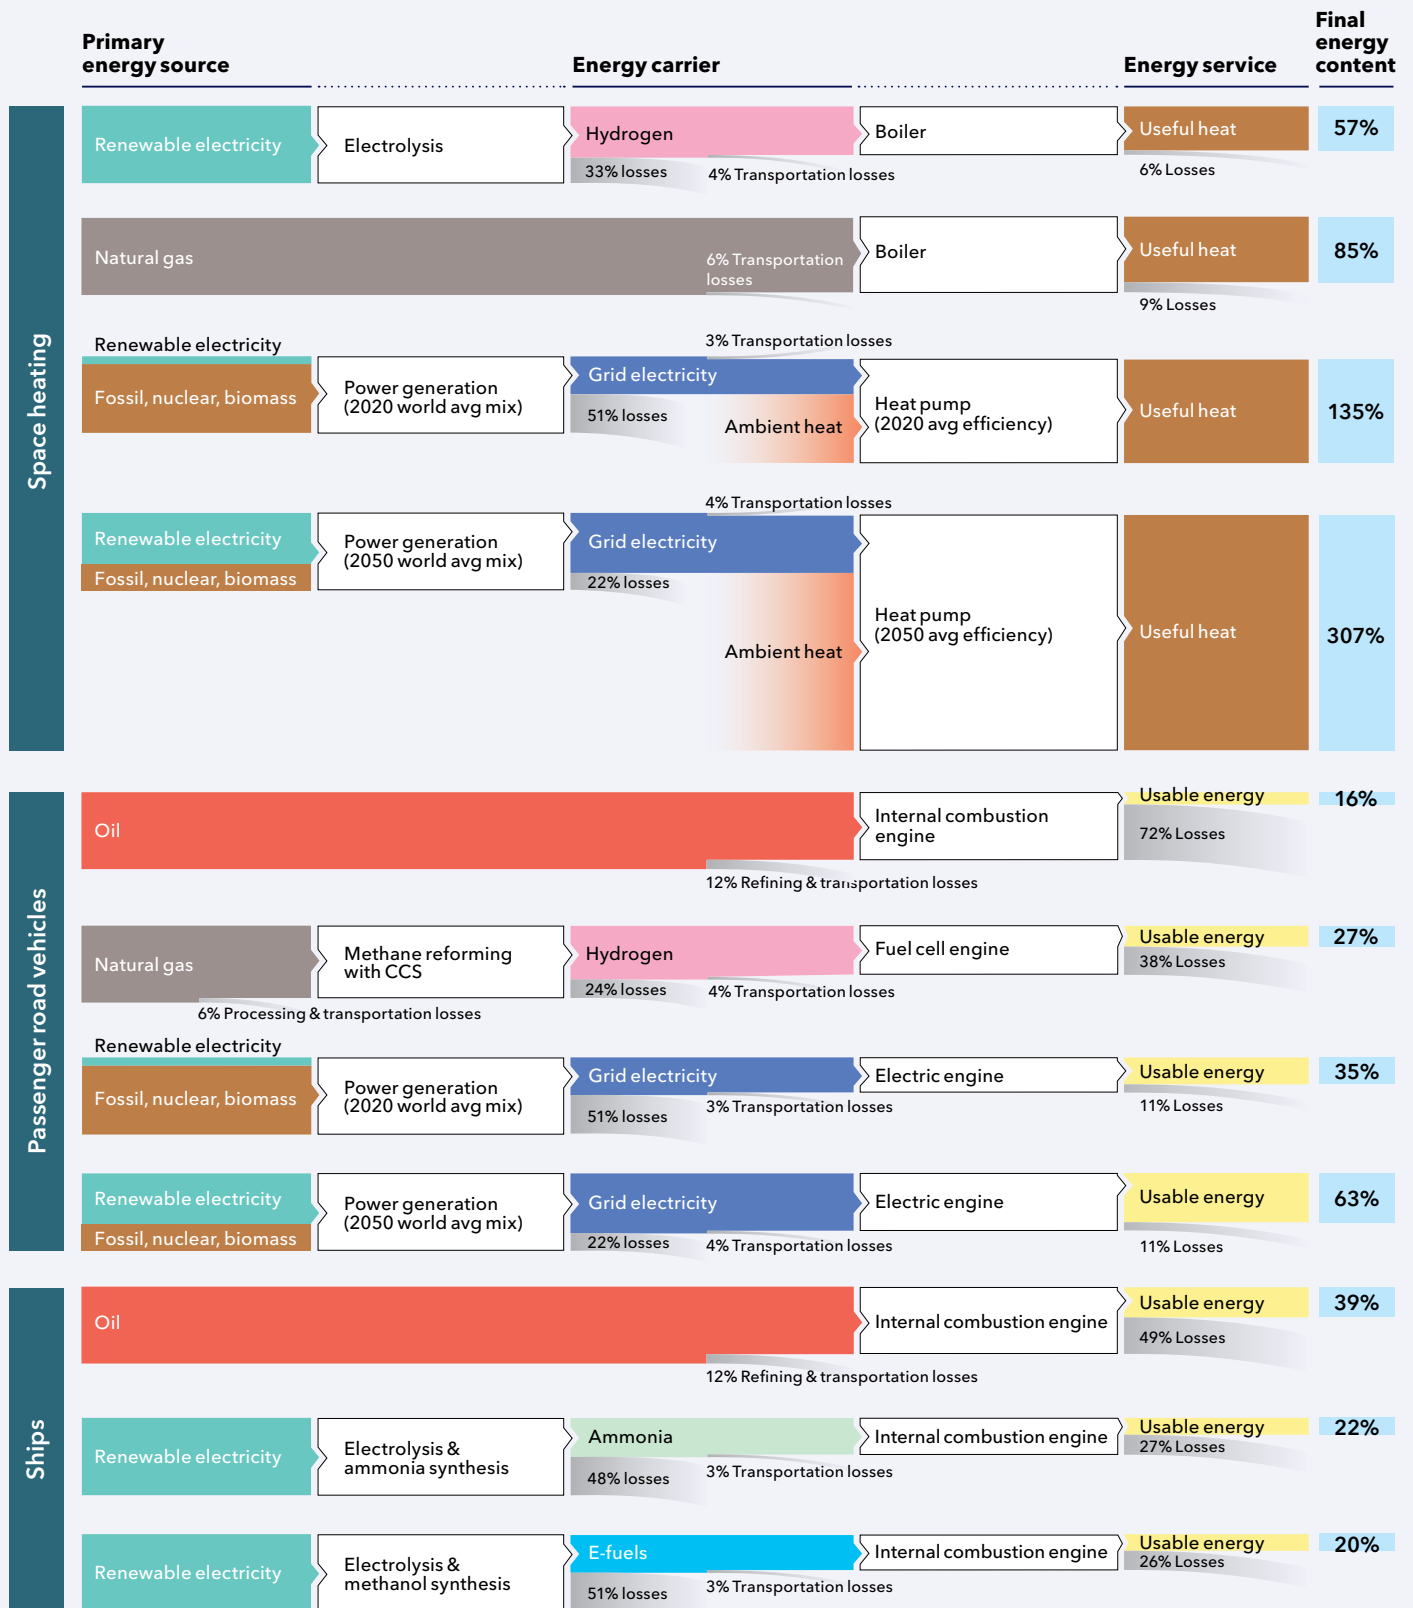 Primary
energy source
Energy carrier
Energy service
Final
energy
content
Space heating
Renewable electricity
Electrolysis
Hydrogen
33% losses
4% Transportation losses
Boiler
Useful heat
6% Losses
57%
Natural gas
6% Transportation
losses
Boiler
Useful heat
9% Losses
85%
Renewable electricity
Fossil, nuclear, biomass
Power generation
(2020 world avg mix)
3% Transportation losses
Grid electricity
51% losses
Ambient heat
Heat pump
(2020 avg efficiency)
Useful heat
135%
Renewable electricity
Fossil, nuclear, biomass
Power generation
(2050 world avg mix)
4% Transportation losses
Grid electricity
22% losses
Ambient heat
Heat pump
(2050 avg efficiency)
Useful heat
307%
Passenger road vehicles
Oil
12% Refining & transportation losses
Internal combustion
engine
Usable energy
72% Losses
16%
Natural gas
6% Processing & transportation losses
Methane reforming
with CCS
Hydrogen
24% losses
4% Transportation losses
Fuel cell engine
Usable energy
38% Losses
27%
Renewable electricity
Fossil, nuclear, biomass
Power generation
(2020 world avg mix)
Grid electricity
51% losses
3% Transportation losses
Electric engine
Usable energy
11% Losses
35%
Renewable electricity
Fossil, nuclear, biomass
Power generation
(2050 world avg mix)
Grid electricity
22% losses
4% Transportation losses
Electric engine
Usable energy
11% Losses
63%
Ships
Oil
12% Refining & transportation losses
Internal combustion engine
Usable energy
49% Losses
39%
Renewable electricity
Electrolysis &
ammonia synthesis
Ammonia
48% losses
3% Transportation losses
Internal combustion engine
Usable energy
27% Losses
22%
Renewable electricity
Electrolysis &
methanol synthesis
E-fuels
51% losses
3% Transportation losses
Internal combustion engine
Usable energy
26% Losses
20%